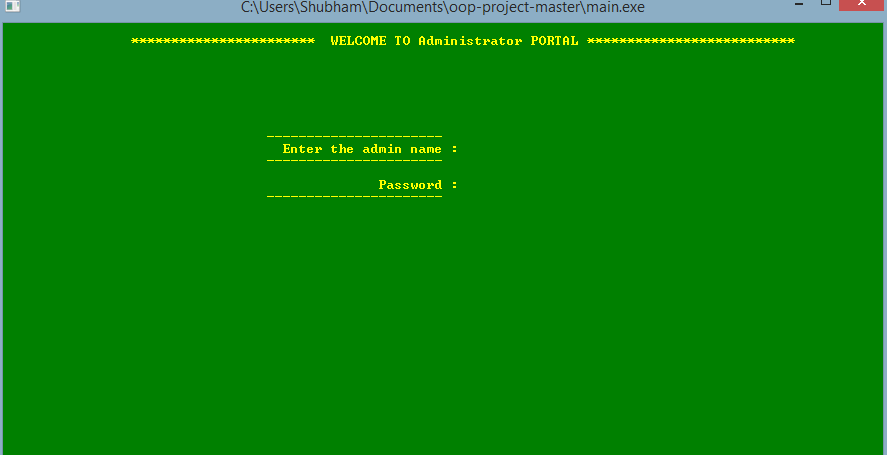 C:\Users\Shubham\Documents\oop-project-master\main.exe
*********************** WELCOME TO Administrator PORTAL **************************
----------------------
Enter the admin name :
----------------------
Password :
----------------------